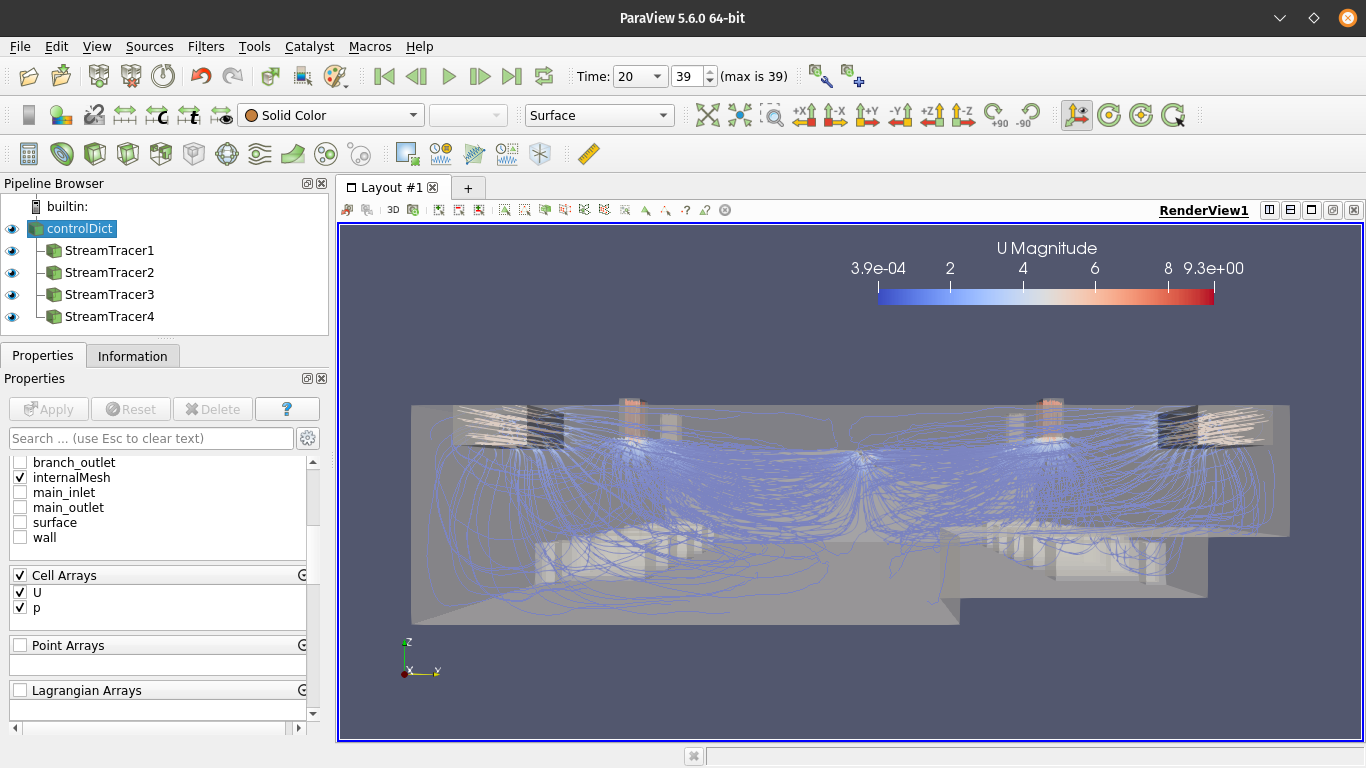 ParaView 5.6.0 64-bit
File Edit View Sources Filters Tools Catalyst Macros Help
Time: 20 39 (max is 39)
Solid Color Surface +X -X +Y -Y +Z -Z +90 -90
Pipeline Browser
builtin:
controlDict
StreamTracer1
StreamTracer2
StreamTracer3
StreamTracer4
Properties Information
Properties
Apply Reset Delete ?
Search ... (use Esc to clear text)
branch_outlet
internalMesh
main_inlet
main_outlet
surface
wall
Cell Arrays
U
p
Point Arrays
Lagrangian Arrays
Layout #1 +
3D RenderView1
U Magnitude
3.9e-04 2 4 6 8 9.3e+00
Z
X Y